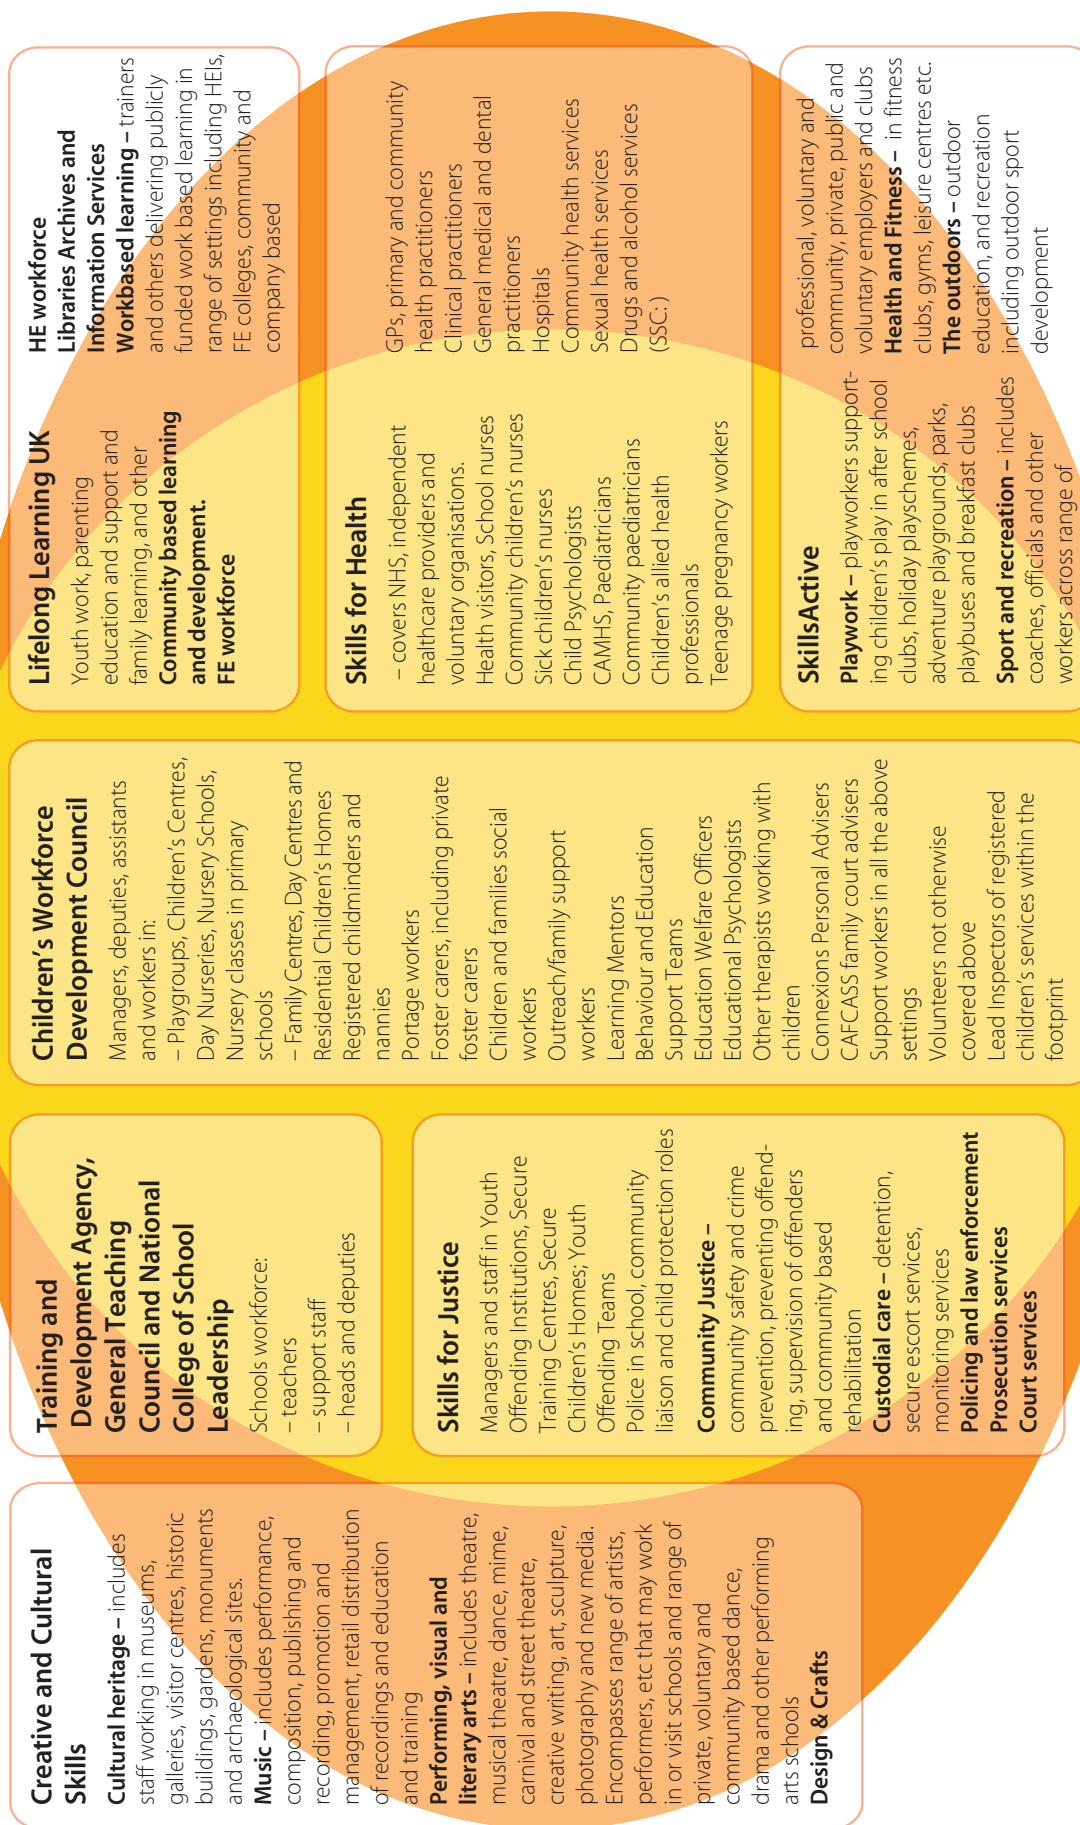 Creative and Cultural
Skills
Cultural heritage – includes
staff working in museums,
galleries, visitor centres, historic
buildings, gardens, monuments
and archaeological sites.
Music – includes performance,
composition, publishing and
recording, promotion and
management, retail distribution
of recordings and education
and training
Performing, visual and
literary arts – includes theatre,
musical theatre, dance, mime,
carnival and street theatre,
creative writing, art, sculpture,
photography and new media.
Encompasses range of artists,
performers, etc that may work
in or visit schools and range of
private, voluntary and
community based dance,
drama and other performing
arts schools
Design & Crafts
Training and
Development Agency,
General Teaching
Council and National
College of School
Leadership
Schools workforce:
– teachers
– support staff
– heads and deputies
Skills for Justice
Managers and staff in Youth
Offending Institutions, Secure
Training Centres, Secure
Children's Homes; Youth
Offending Teams
Police in school, community
liaison and child protection roles
Community Justice –
community safety and crime
prevention, preventing offend-
ing, supervision of offenders
and community based
rehabilitation
Custodial care – detention,
secure escort services,
monitoring services
Policing and law enforcement
Prosecution services
Court services
Children's Workforce
Development Council
Managers, deputies, assistants
and workers in:
– Playgroups, Children's Centres,
Day Nurseries, Nursery Schools,
Nursery classes in primary
schools
– Family Centres, Day Centres and
Residential Children's Homes
Registered childminders and
nannies
Portage workers
Foster carers, including private
foster carers
Children and families social
workers
Outreach/family support
workers
Learning Mentors
Behaviour and Education
Support Teams
Education Welfare Officers
Educational Psychologists
Other therapists working with
children
Connexions Personal Advisers
CAFCASS family court advisers
Support workers in all the above
settings
Volunteers not otherwise
covered above
Lead Inspectors of registered
children's services within the
footprint
Lifelong Learning UK
Youth work, parenting
education and support and
family learning, and other
Community based learning
and development.
FE workforce
HE workforce
Libraries Archives and
Information Services
Workbased learning – trainers
and others delivering publicly
funded work based learning in
range of settings including HEIs,
FE colleges, community and
company based
Skills for Health
– covers NHS, independent
healthcare providers and
voluntary organisations.
Health visitors, School nurses
Community children's nurses
Sick children's nurses
Child Psychologists
CAMHS, Paediatricians
Community paediatricians
Children's allied health
professionals
Teenage pregnancy workers
GPs, primary and community
health practitioners
Clinical practitioners
General medical and dental
practitioners
Hospitals
Community health services
Sexual health services
Drugs and alcohol services
(SSC: )
SkillsActive
Playwork – playworkers support-
ing children's play in after school
clubs, holiday playschemes,
adventure playgrounds, parks,
playbuses and breakfast clubs
Sport and recreation – includes
coaches, officials and other
workers across range of
professional, voluntary and
community, private, public and
voluntary employers and clubs
Health and Fitness – in fitness
clubs, gyms, leisure centres etc.
The outdoors – outdoor
education, and recreation
including outdoor sport
development